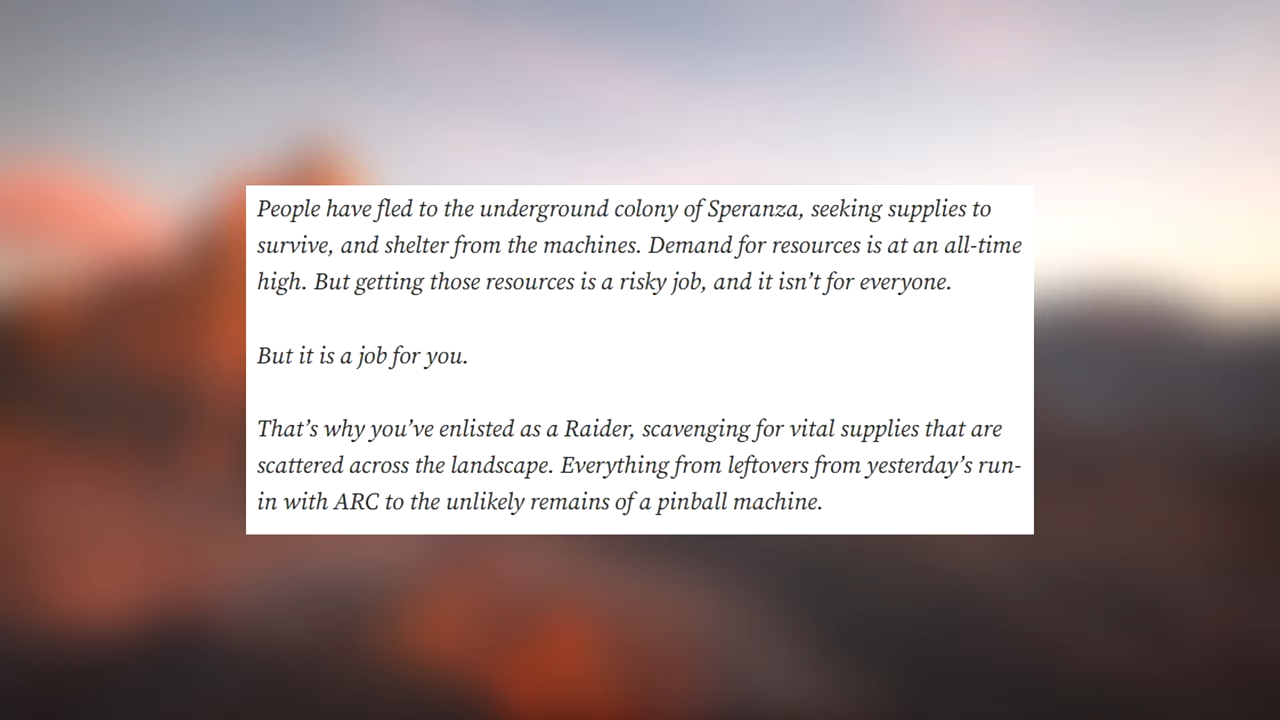 People have fled to the underground colony of Speranza, seeking supplies to
survive, and shelter from the machines. Demand for resources is at an all-time
high. But getting those resources is a risky job, and it isn’t for everyone.
But it is a job for you.
That’s why you’ve enlisted as a Raider, scavenging for vital supplies that are
scattered across the landscape. Everything from leftovers from yesterday’s run-
in with ARC to the unlikely remains of a pinball machine.